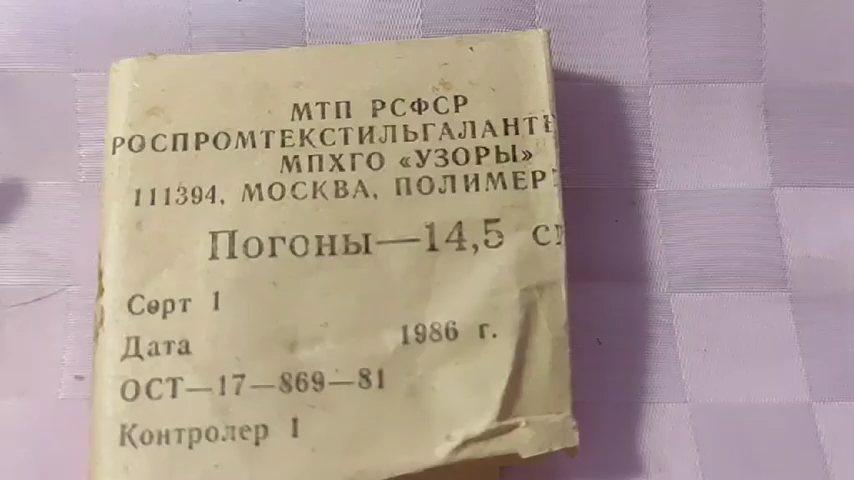 МТП РСФСР
РОСПРОМТЕКСТИЛЬГАЛАНТЕ
МПХГО «УЗОРЫ»
111394, МОСКВА, ПОЛИМЕР
Погоны—14,5 с
Сорт 1
Дата 1986 г.
ОСТ—17—869—81
Контролер 1